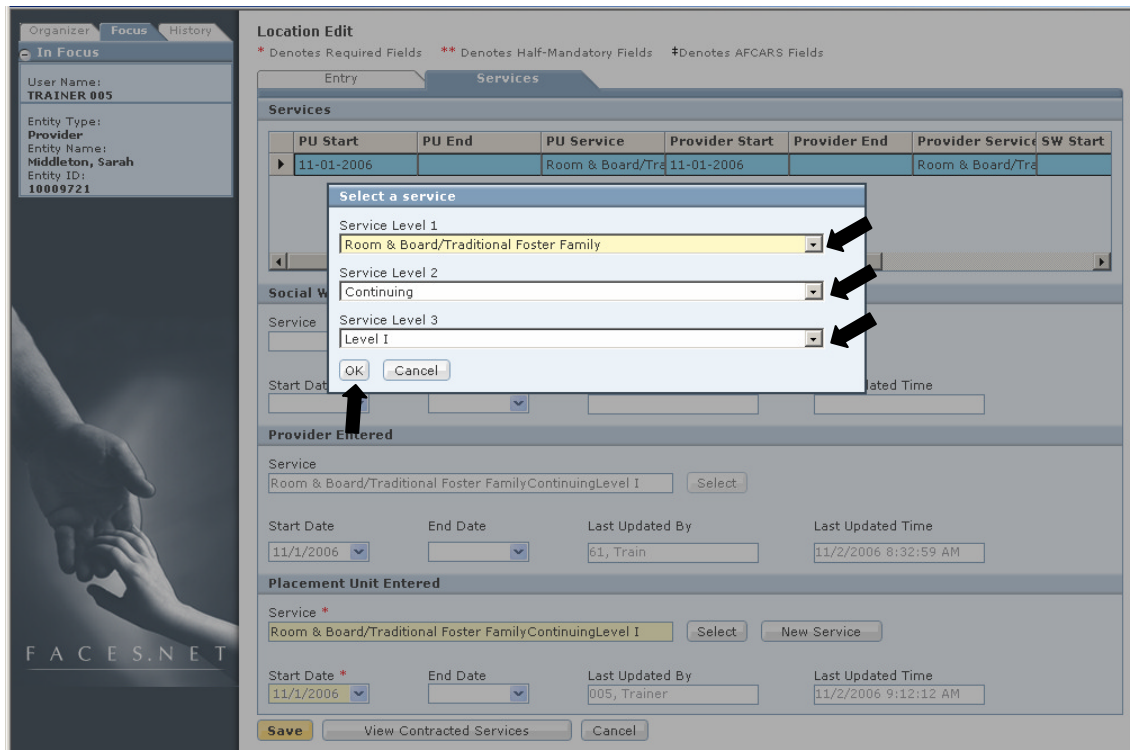 Organizer Focus History
In Focus
User Name:
TRAINER 005
Entity Type:
Provider
Entity Name:
Middleton, Sarah
Entity ID:
10009721
FACES.NET
Location Edit
* Denotes Required Fields ** Denotes Half-Mandatory Fields ‡Denotes AFCARS Fields
Entry Services
Services
PU Start PU End PU Service Provider Start Provider End Provider Service SW Start
11-01-2006 Room & Board/Tra 11-01-2006 Room & Board/Tra
Select a service
Service Level 1
Room & Board/Traditional Foster Family
Service Level 2
Continuing
Service Level 3
Level I
OK Cancel
Social W
Service
Start Dat ated Time
Provider Entered
Service
Room & Board/Traditional Foster FamilyContinuingLevel I Select
Start Date End Date Last Updated By Last Updated Time
11/1/2006 61, Train 11/2/2006 8:32:59 AM
Placement Unit Entered
Service *
Room & Board/Traditional Foster FamilyContinuingLevel I Select New Service
Start Date * End Date Last Updated By Last Updated Time
11/1/2006 005, Trainer 11/2/2006 9:12:12 AM
Save View Contracted Services Cancel